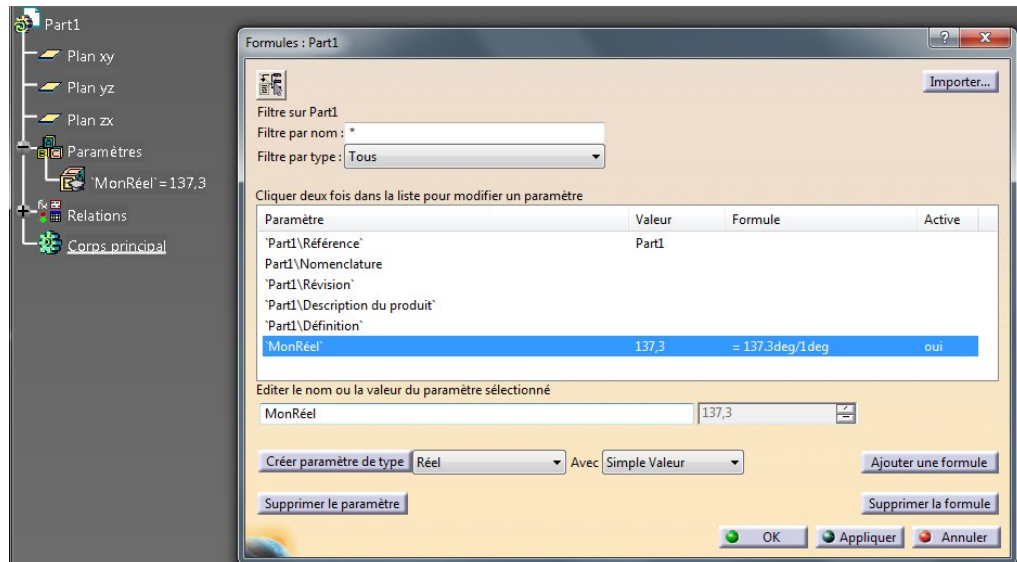 Part1
Plan xy
Plan yz
Plan zx
Paramètres
`MonRéel`=137,3
Relations
Corps principal
Formules : Part1
Importer...
Filtre sur Part1
Filtre par nom : *
Filtre par type : Tous
Cliquer deux fois dans la liste pour modifier un paramètre
Paramètre Valeur Formule Active
`Part1\Référence` Part1
Part1\Nomenclature
`Part1\Révision`
`Part1\Description du produit`
`Part1\Définition`
`MonRéel` 137,3 = 137.3deg/1deg oui
Editer le nom ou la valeur du paramètre sélectionné
MonRéel 137,3
Créer paramètre de type Réel Avec Simple Valeur Ajouter une formule
Supprimer le paramètre Supprimer la formule
OK Appliquer Annuler